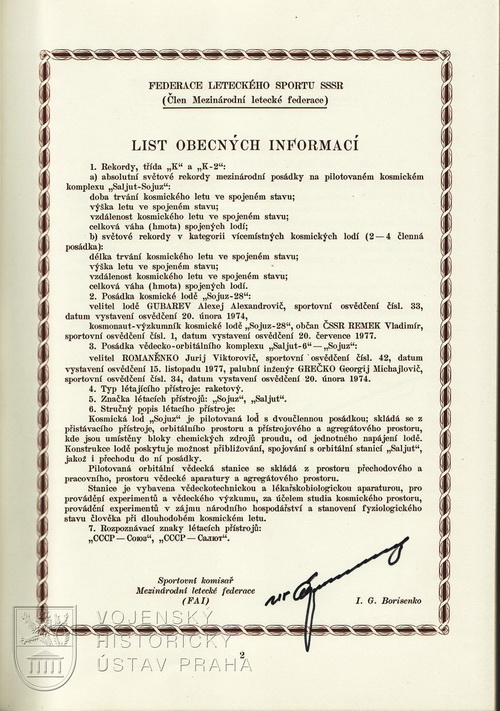 FEDERACE LETECKÉHO SPORTU SSSR
(Člen Mezinárodní letecké federace)
LIST OBECNÝCH INFORMACÍ
1. Rekordy, třída „K" a „K-2":
a) absolutní světové rekordy mezinárodní posádky na pilotovaném kosmickém
komplexu „Saljut-Sojuz":
doba trvání kosmického letu ve spojeném stavu;
výška letu ve spojeném stavu;
vzdálenost kosmického letu ve spojeném stavu;
celková váha (hmota) spojených lodí;
b) světové rekordy v kategorii vícemístných kosmických lodí (2—4 členná
posádka):
délka trvání kosmického letu ve spojeném stavu;
výška letu ve spojeném stavu;
vzdálenost kosmického letu ve spojeném stavu;
celková váha (hmota) spojených lodí;
2. Posádka kosmické lodě „Sojuz-28":
velitel lodě GUBAREV Alexej Alexandrovič, sportovní osvědčení čísl. 33,
datum vystavení osvědčení 20. února 1974,
kosmonaut-výzkumník kosmické lodě „Sojuz-28", občan ČSSR REMEK Vladimír,
sportovní osvědčení čísl. 1, datum vystavení osvědčení 20. července 1977.
3. Posádka vědecko-orbitálního komplexu „Saljut-6"—„Sojuz":
velitel ROMANĚNKO Jurij Viktorovič, sportovní osvědčení čísl. 42, datum
vystavení osvědčení 15. listopadu 1977, palubní inženýr GREČKO Georgij Michajlovič,
sportovní osvědčení čísl. 34, datum vystavení osvědčení 20. února 1974.
4. Typ létajícího přístroje: raketový.
5. Značka létacích přístrojů: „Sojuz", „Saljut".
6. Stručný popis létacího přístroje:
Kosmická loď „Sojuz" je pilotovaná loď s dvoučlennou posádkou; skládá se z
přistávacího přístroje, orbitálního prostoru a přístrojového a agregátového prostoru,
kde jsou umístěny bloky chemických zdrojů proudu, od jednotného napájení lodě.
Konstrukce lodě poskytuje možnost přibližování, spojování s orbitální stanicí „Saljut",
jakož i přechodu do ní posádky.
Pilotovaná orbitální vědecká stanice se skládá z prostoru přechodového a
pracovního, prostoru vědecké aparatury a agregátového prostoru.
Stanice je vybavena vědeckotechnickou a lékařskobiologickou aparaturou, pro
provádění experimentů a vědeckého výzkumu, za účelem studia kosmického prostoru,
provádění experimentů v zájmu národního hospodářství a stanovení fyziologického
stavu člověka při dlouhodobém kosmickém letu.
7. Rozpoznávací znaky létacích přístrojů:
„СССР—Союз", „СССР—Салют".
Sportovní komisař
Mezinárodní letecké federace
(FAI)
I. G. Borisenko
VOJENSKÝ
HISTORICKÝ
ÚSTAV PRAHA
2